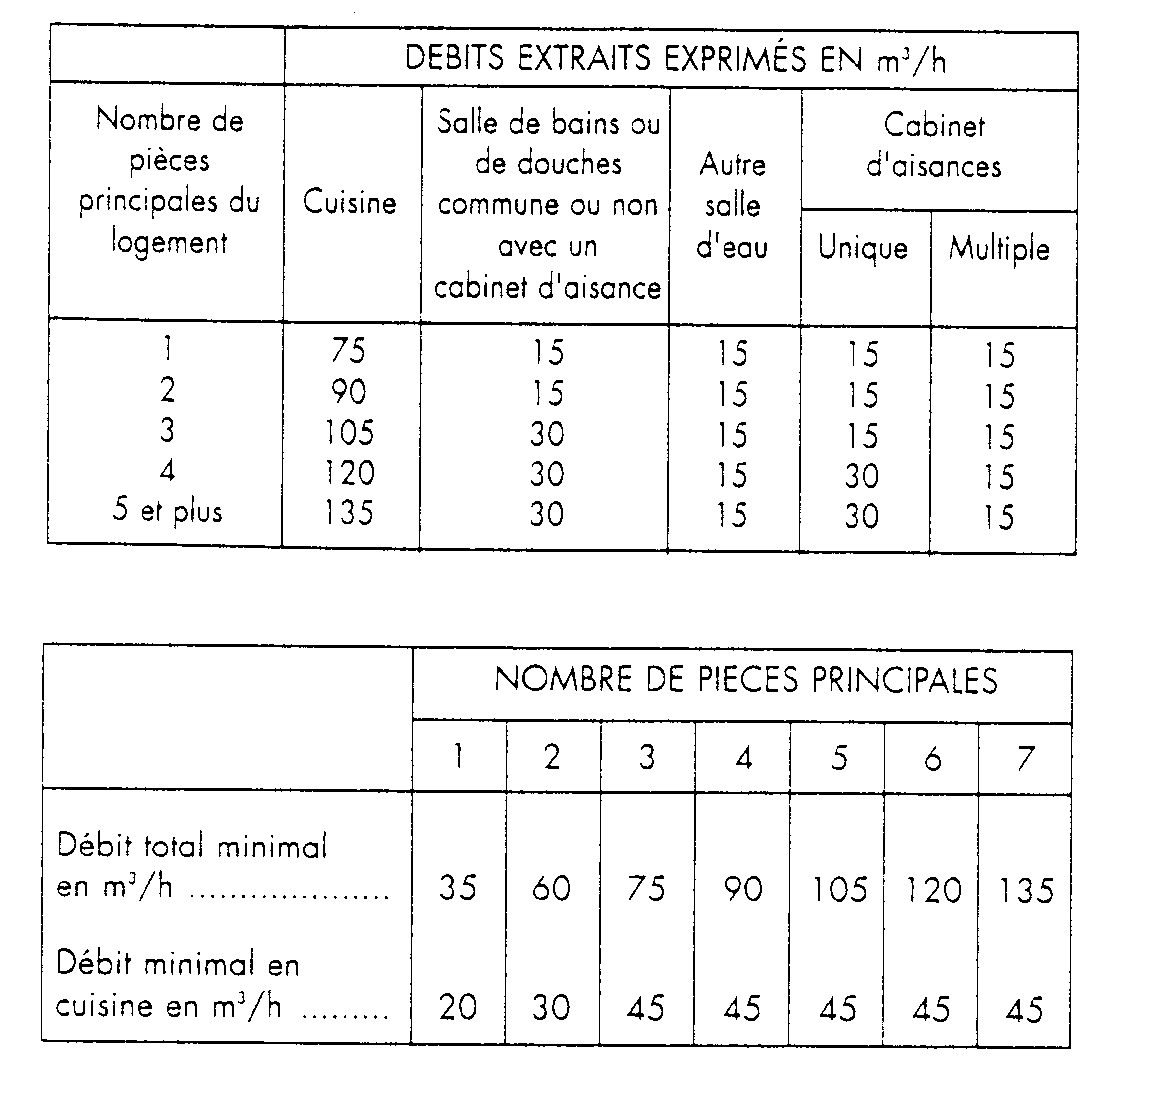 DEBITS EXTRAITS EXPRIMÉS EN m³/h
Nombre de
pièces
principales du
logement
Cuisine
Salle de bains ou
de douches
commune ou non
avec un
cabinet d'aisance
Autre
salle
d'eau
Cabinet
d'aisances
Unique Multiple
1 75 15 15 15 15
2 90 15 15 15 15
3 105 30 15 15 15
4 120 30 15 30 15
5 et plus 135 30 15 30 15
NOMBRE DE PIECES PRINCIPALES
1 2 3 4 5 6 7
Débit total minimal
en m³/h .................... 35 60 75 90 105 120 135
Débit minimal en
cuisine en m³/h ......... 20 30 45 45 45 45 45